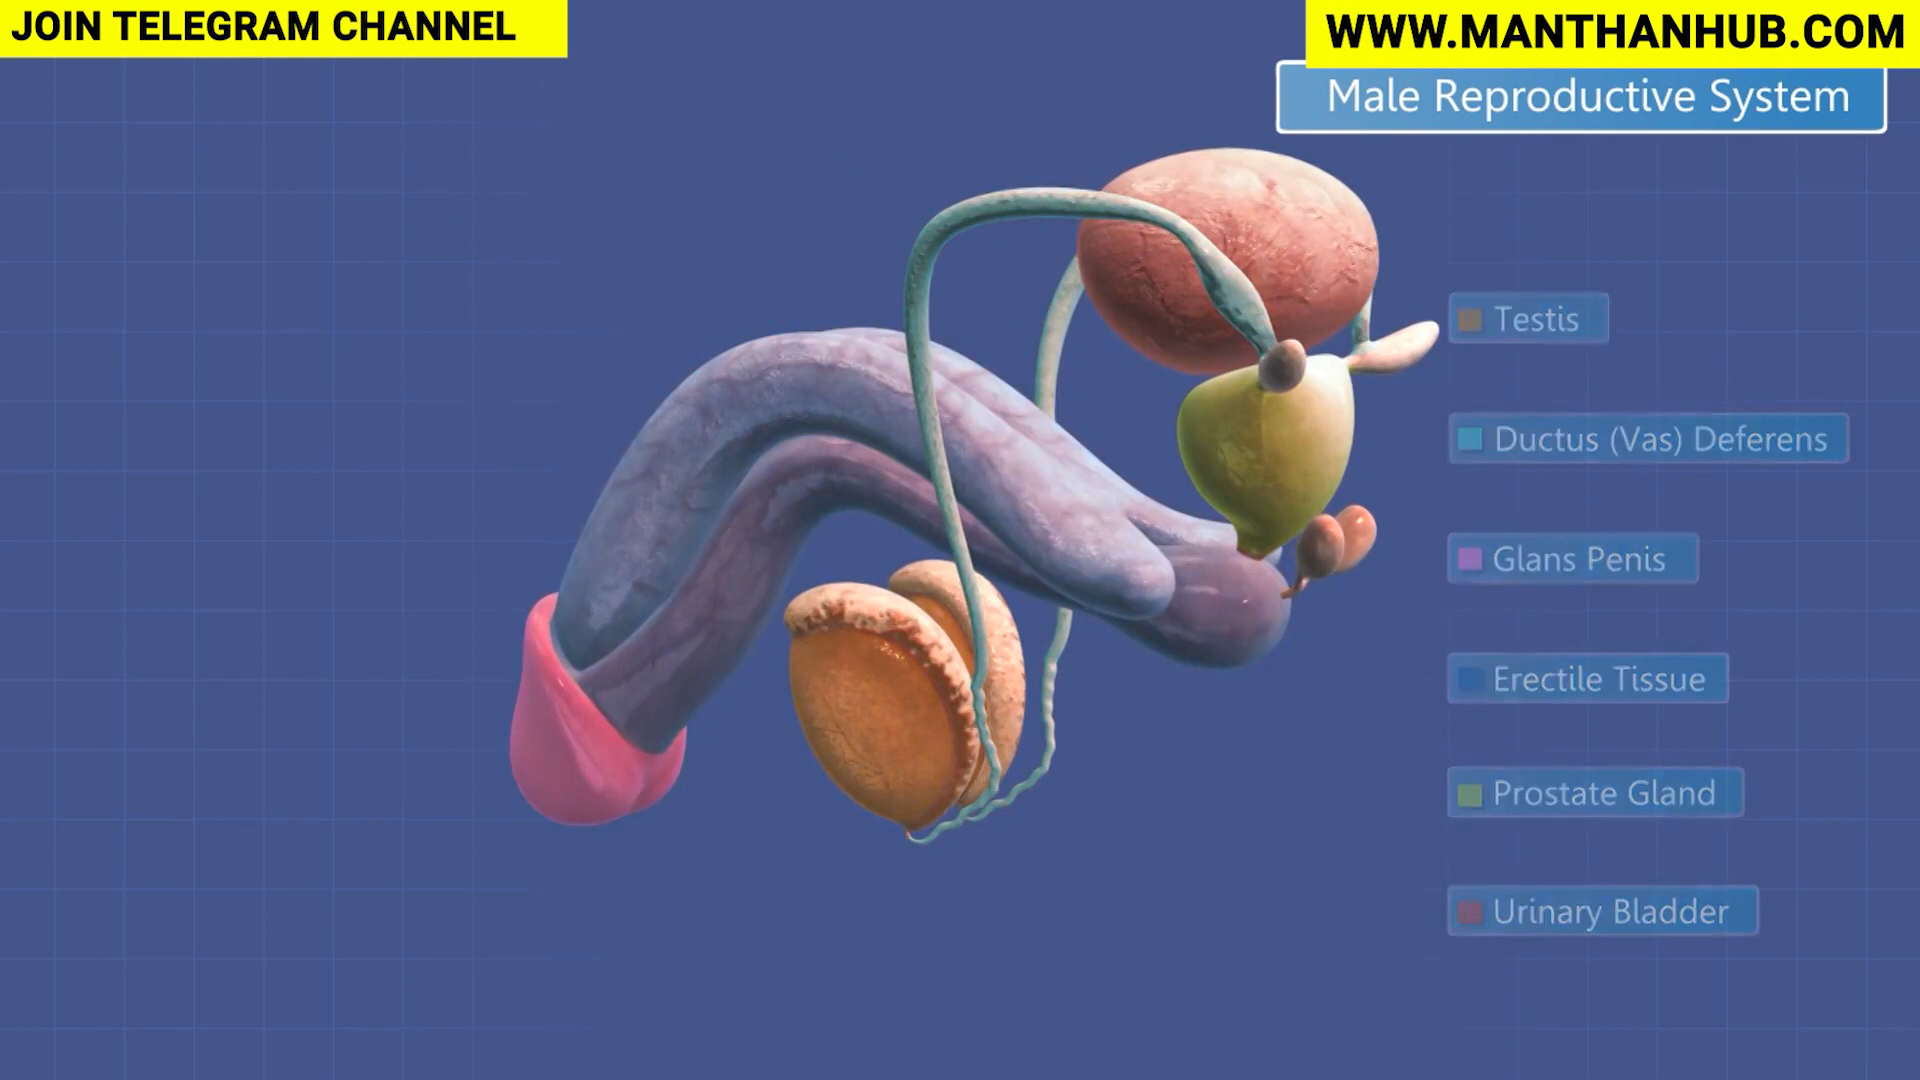 JOIN TELEGRAM CHANNEL
WWW.MANTHANHUB.COM
Male Reproductive System
Testis
Ductus (Vas) Deferens
Glans Penis
Erectile Tissue
Prostate Gland
Urinary Bladder